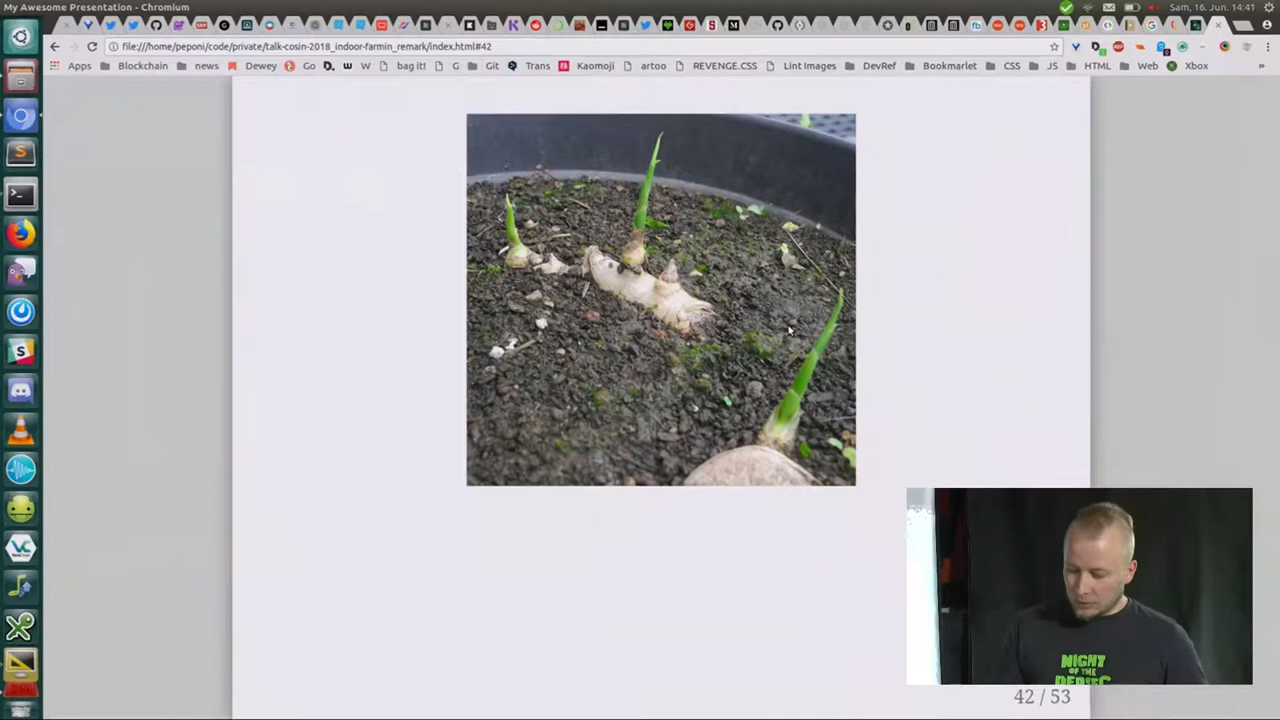 My Awesome Presentation - Chromium
Sam, 16. Jun. 14:41
file:///home/peponi/code/private/talk-cosin-2018_indoor-farmin_remark/index.html#42
Apps Blockchain news Dewey Go W bag it! G Git Trans Kaomoji artoo REVENGE.CSS Lint Images DevRef Bookmarklet CSS JS HTML Web Xbox »
NIGHT
OF THE
42 / 53